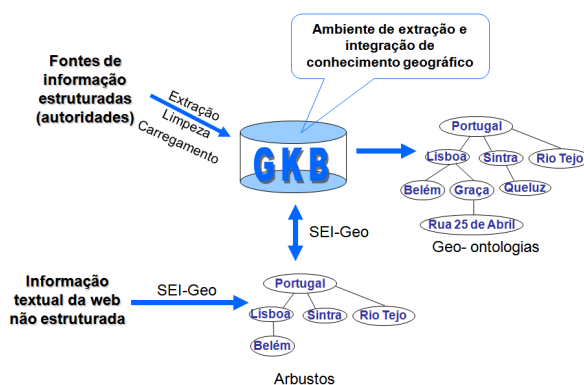 Ambiente de extração e
integração de
conhecimento geográfico
Fontes de
informação
estruturadas
(autoridades)
Extração
Limpeza
Carregamento
GKB
Portugal
Lisboa
Sintra
Rio Tejo
Belém
Graça
Queluz
Rua 25 de Abril
Geo- ontologias
SEI-Geo
Informação
textual da web
não estruturada
SEI-Geo
Portugal
Lisboa
Sintra
Rio Tejo
Belém
Arbustos